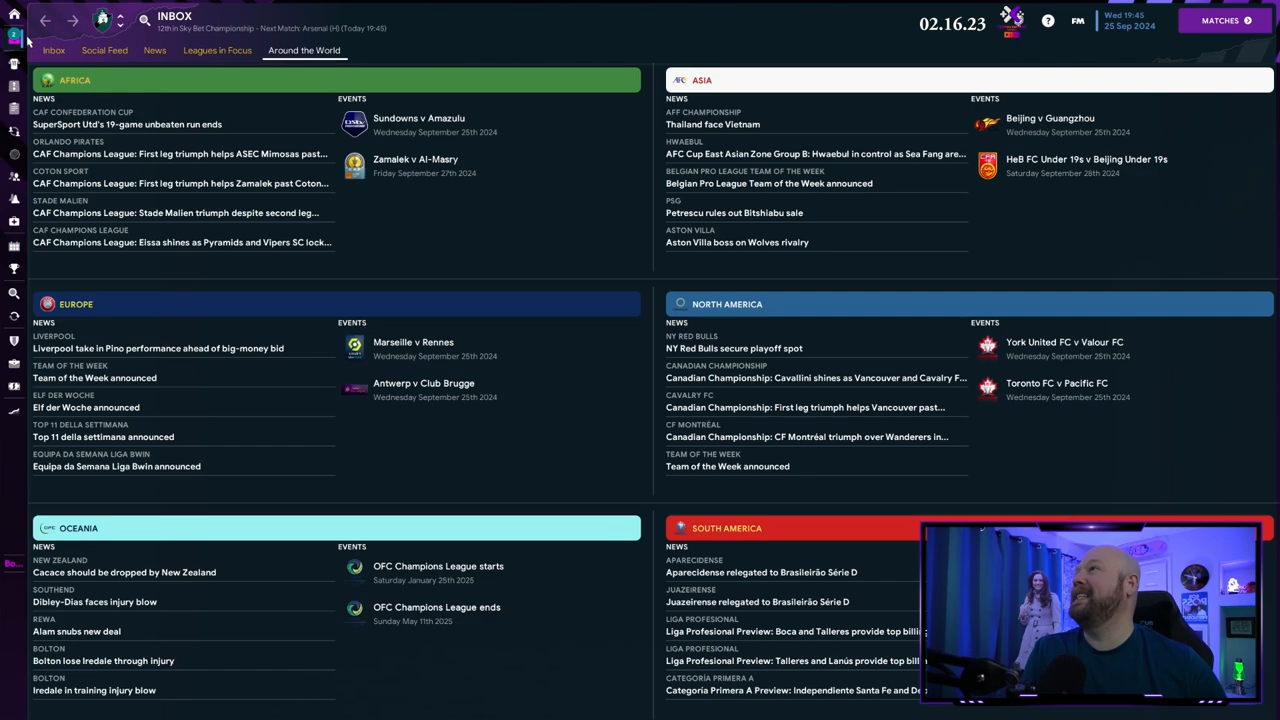 INBOX
12th in Sky Bet Championship - Next Match: Arsenal (H) (Today 19:45)
02.16.23
?
FM
Wed 19:45
25 Sep 2024
MATCHES
2
Inbox
Social Feed
News
Leagues in Focus
Around the World
AFRICA
NEWS
CAF CONFEDERATION CUP
SuperSport Utd's 19-game unbeaten run ends
ORLANDO PIRATES
CAF Champions League: First leg triumph helps ASEC Mimosas past...
COTON SPORT
CAF Champions League: First leg triumph helps Zamalek past Coton...
STADE MALIEN
CAF Champions League: Stade Malien triumph despite second leg...
CAF CHAMPIONS LEAGUE
CAF Champions League: Eissa shines as Pyramids and Vipers SC lock...
EVENTS
Sundowns v Amazulu
Wednesday September 25th 2024
Zamalek v Al-Masry
Friday September 27th 2024
AFC
ASIA
NEWS
AFF CHAMPIONSHIP
Thailand face Vietnam
HWAEBUL
AFC Cup East Asian Zone Group B: Hwaebul in control as Sea Fang are...
BELGIAN PRO LEAGUE TEAM OF THE WEEK
Belgian Pro League Team of the Week announced
PSG
Petrescu rules out Bitshiabu sale
ASTON VILLA
Aston Villa boss on Wolves rivalry
EVENTS
Beijing v Guangzhou
Wednesday September 25th 2024
HeB FC Under 19s v Beijing Under 19s
Saturday September 28th 2024
EUROPE
NEWS
LIVERPOOL
Liverpool take in Pino performance ahead of big-money bid
TEAM OF THE WEEK
Team of the Week announced
ELF DER WOCHE
Elf der Woche announced
TOP 11 DELLA SETTIMANA
Top 11 della settimana announced
EQUIPA DA SEMANA LIGA BWIN
Equipa da Semana Liga Bwin announced
EVENTS
Marseille v Rennes
Wednesday September 25th 2024
Antwerp v Club Brugge
Wednesday September 25th 2024
NORTH AMERICA
NEWS
NY RED BULLS
NY Red Bulls secure playoff spot
CANADIAN CHAMPIONSHIP
Canadian Championship: Cavallini shines as Vancouver and Cavalry F...
CAVALRY FC
Canadian Championship: First leg triumph helps Vancouver past...
CF MONTRÉAL
Canadian Championship: CF Montréal triumph over Wanderers in...
TEAM OF THE WEEK
Team of the Week announced
EVENTS
York United FC v Valour FC
Wednesday September 25th 2024
Toronto FC v Pacific FC
Wednesday September 25th 2024
OCEANIA
NEWS
NEW ZEALAND
Cacace should be dropped by New Zealand
SOUTHEND
Dibley-Dias faces injury blow
REWA
Alam snubs new deal
BOLTON
Bolton lose Iredale through injury
BOLTON
Iredale in training injury blow
EVENTS
OFC Champions League starts
Saturday January 25th 2025
OFC Champions League ends
Sunday May 11th 2025
SOUTH AMERICA
NEWS
APARECIDENSE
Aparecidense relegated to Brasileirão Série D
JUAZEIRENSE
Juazeirense relegated to Brasileirão Série D
LIGA PROFESIONAL
Liga Profesional Preview: Boca and Talleres provide top billing
LIGA PROFESIONAL
Liga Profesional Preview: Talleres and Lanús provide top bill
CATEGORÍA PRIMERA A
Categoría Primera A Preview: Independiente Santa Fe and De
Bo...